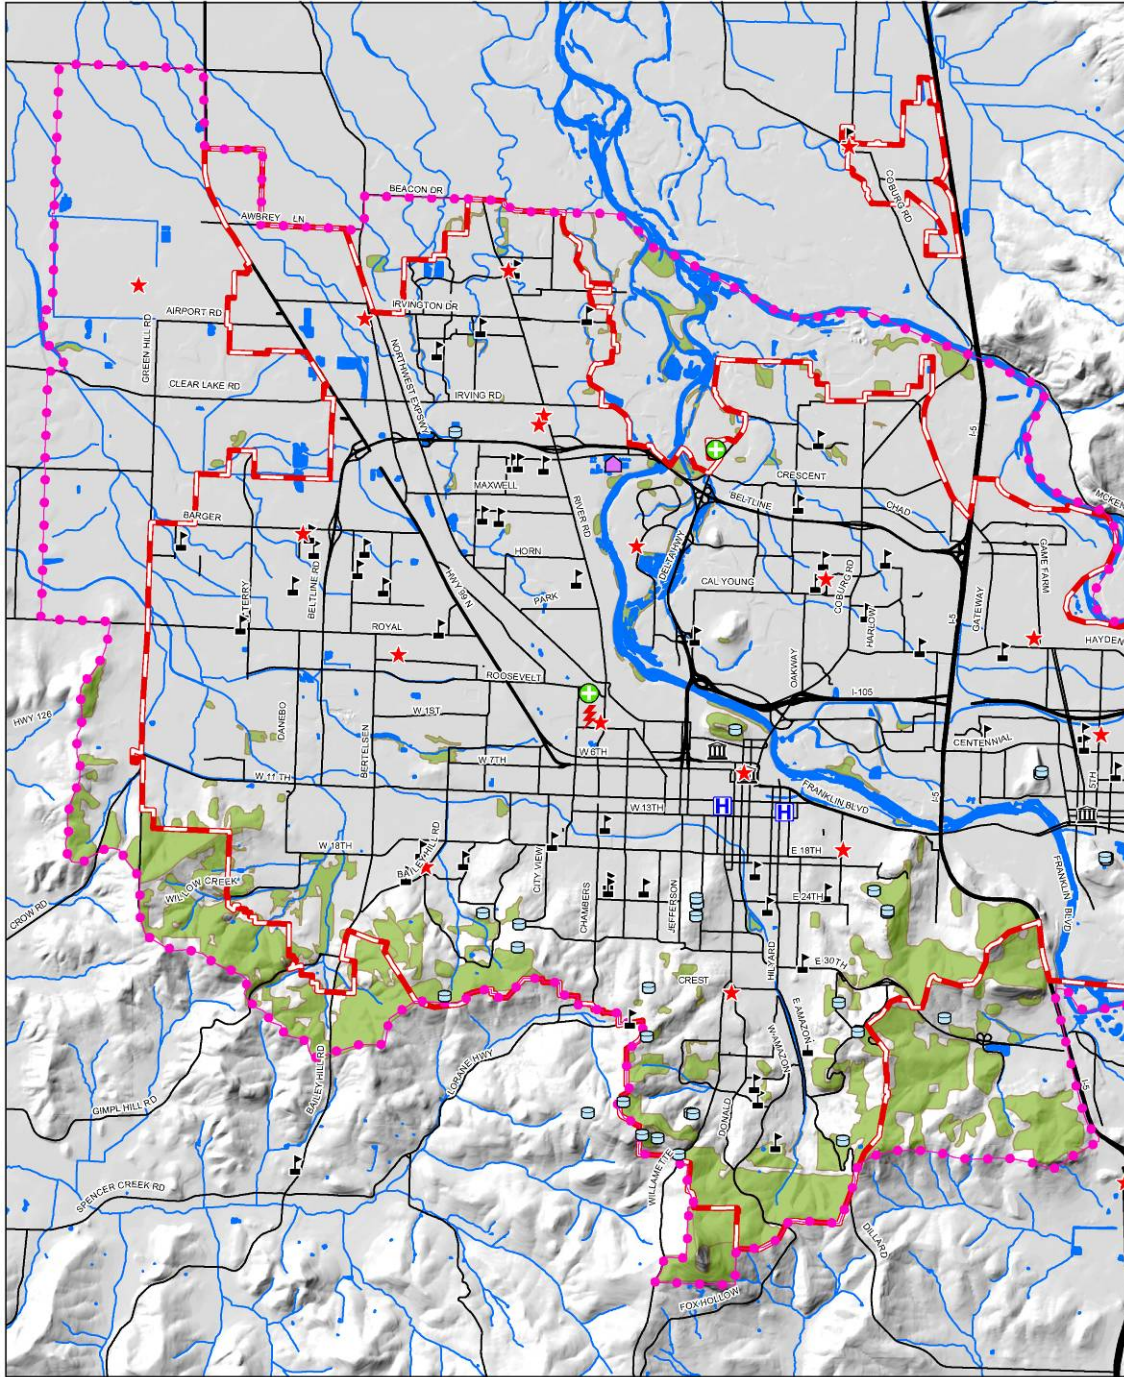 BEACON DR
COBURG RD
AWBREY LN
AIRPORT RD
GREEN HILL RD
IRVINGTON DR
NORTHWEST EXPSWY
CLEAR LAKE RD
IRVING RD
I-5
BARGER
MAXWELL
CRESCENT
BELTLINE
CHAD
RIVER RD
MCKEN
HORN
DELTA HWY
GAME FARM
TERRY
BELTLINE RD
HWY 99 N
PARK
CAL YOUNG
COBURG RD
HARLOW
I-5
GATEWAY
ROYAL
HAYDEN
ROOSEVELT
OAKWAY
I-105
HWY 126
DANEBO
W 1ST
BERTELSEN
W 6TH
W 7TH
CENTENNIAL
W 11 TH
5TH
W 13TH
FRANKLIN BLVD
I-5
W 18TH
BAILEY HILL RD
E 18TH
CITY VIEW
WILLOW CREEK
CHAMBERS
JEFFERSON
E 24TH
FRANKLIN BLVD
CROW RD
HILYARD
E 30TH
CREST
E AMAZON
W AMAZON
LORANE HWY
BAILEY HILL RD
GIMPL HILL RD
DONALD
I-5
WILLAMETTE
SPENCER CREEK RD
DILLARD
FOX HOLLOW
H
H